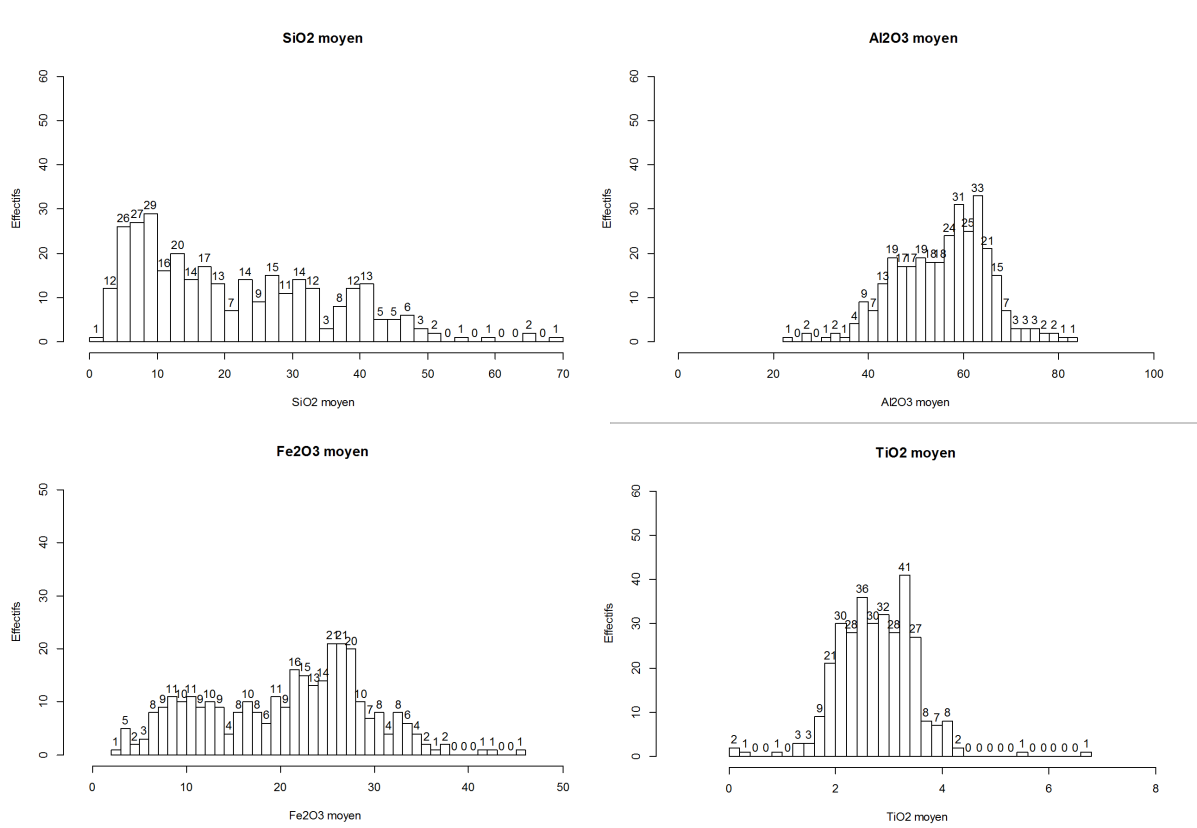 SiO2 moyen
60
50
40
30
20
10
0
Effectifs
1 12 26 27 29 16 20 14 17 13 7 14 9 15 11 14 12 3 8 12 13 5 5 6 3 2 0 1 0 1 0 0 2 0 1
0 10 20 30 40 50 60 70
SiO2 moyen
Al2O3 moyen
60
50
40
30
20
10
0
Effectifs
1 0 2 0 1 2 1 4 9 7 13 19 17 17 19 18 18 24 31 25 33 21 15 7 3 3 3 2 2 1 1
0 20 40 60 80 100
Al2O3 moyen
Fe2O3 moyen
50
40
30
20
10
0
Effectifs
1 5 2 3 8 9 11 10 11 9 10 9 4 8 10 8 6 11 9 16 15 13 14 21 21 20 10 7 8 4 8 6 4 2 1 2 0 0 0 1 1 0 0 1
0 10 20 30 40 50
Fe2O3 moyen
TiO2 moyen
60
50
40
30
20
10
0
Effectifs
2 1 0 0 1 0 3 3 9 21 30 28 36 30 32 28 41 27 8 7 8 2 0 0 0 0 0 1 0 0 0 0 0 1
0 2 4 6 8
TiO2 moyen